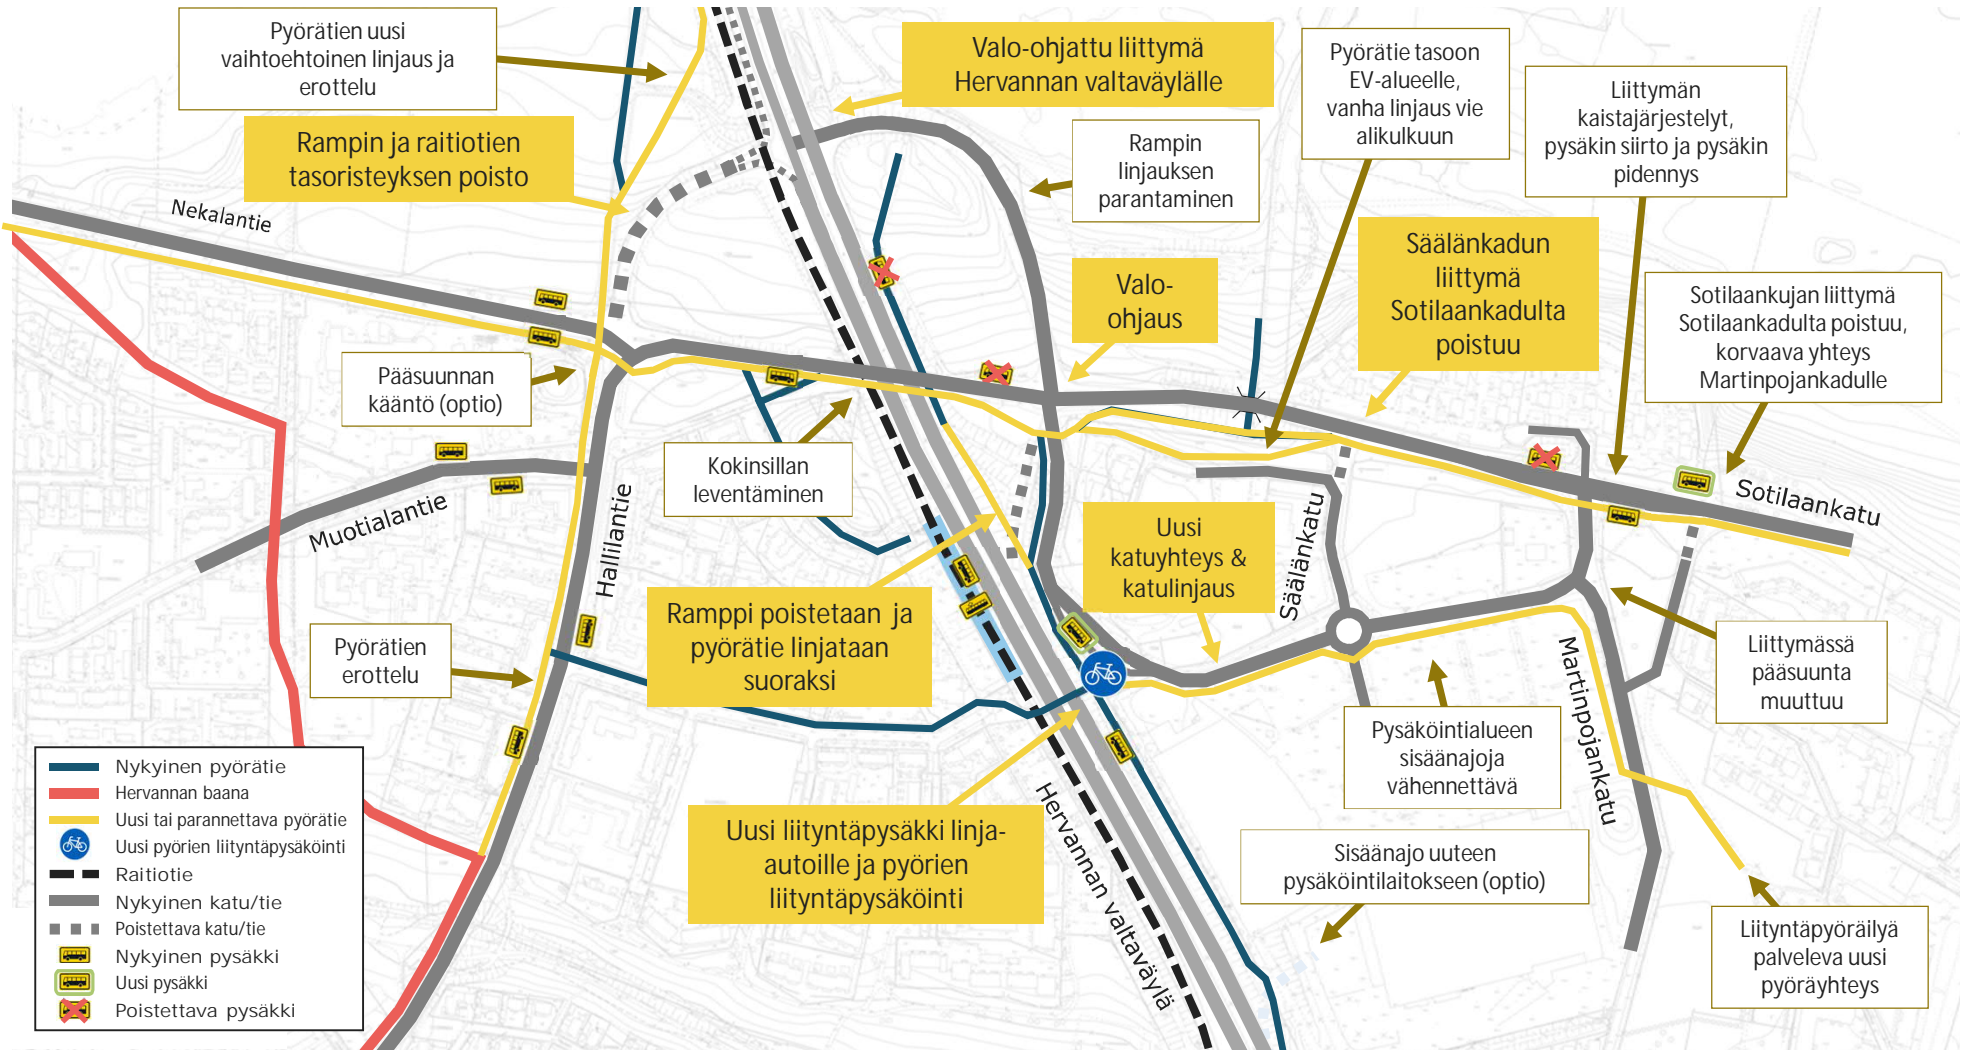 Pyörätien uusi
vaihtoehtoinen linjaus ja
erottelu
Valo-ohjattu liittymä
Hervannan valtaväylälle
Pyörätie tasoon
EV-alueelle,
vanha linjaus vie
alikulkuun
Liittymän
kaistajärjestelyt,
pysäkin siirto ja pysäkin
pidennys
Rampin ja raitiotien
tasoristeyksen poisto
Rampin
linjauksen
parantaminen
Nekalantie
Säälänkadun
liittymä
Sotilaankadulta
poistuu
Valo-
ohjaus
Sotilaankujan liittymä
Sotilaankadulta poistuu,
korvaava yhteys
Martinpojankadulle
Pääsuunnan
kääntö (optio)
Kokinsillan
leventäminen
Muotialantie
Hallilantie
Säälänkatu
Sotilaankatu
Uusi
katuyhteys &
katulinjaus
Ramppi poistetaan ja
pyörätie linjataan
suoraksi
Pyörätien
erottelu
Liittymässä
pääsuunta
muuttuu
Martinpojankatu
Pysäköintialueen
sisäänajoja
vähennettävä
Hervannan valtaväylä
Uusi liityntäpysäkki linja-
autoille ja pyörien
liityntäpysäköinti
Sisäänajo uuteen
pysäköintilaitokseen (optio)
Liityntäpyöräilyä
palveleva uusi
pyöräyhteys
Nykyinen pyörätie
Hervannan baana
Uusi tai parannettava pyörätie
Uusi pyörien liityntäpysäköinti
Raitiotie
Nykyinen katu/tie
Poistettava katu/tie
Nykyinen pysäkki
Uusi pysäkki
Poistettava pysäkki